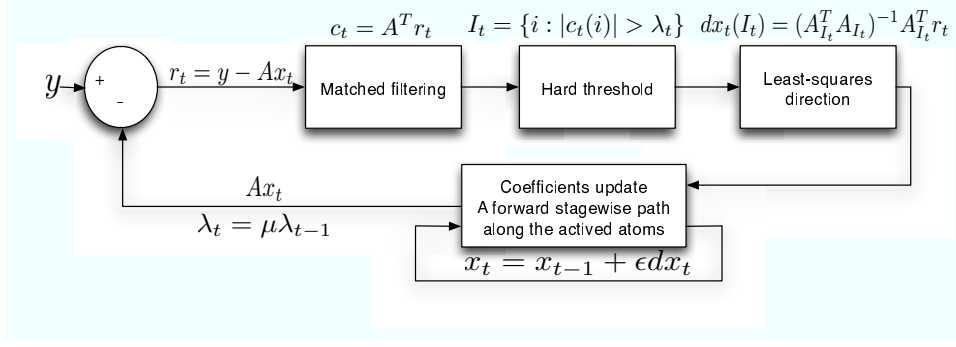 c_t = A^T r_t
I_t = {i : |c_t(i)| > λ_t}
dx_t(I_t) = (A_{I_t}^T A_{I_t})^{-1} A_{I_t}^T r_t
y
+
-
r_t = y − Ax_t
Matched filtering
Hard threshold
Least-squares
direction
Ax_t
λ_t = μλ_{t−1}
Coefficients update
A forward stagewise path
along the actived atoms
x_t = x_{t−1} + ϵdx_t